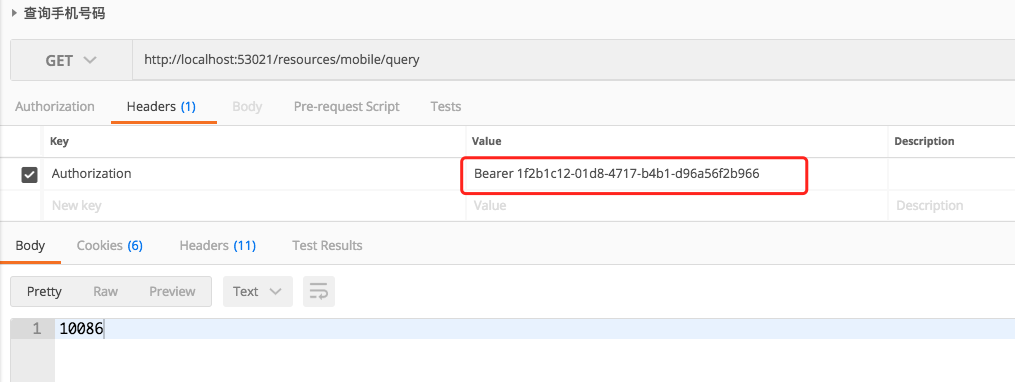 查询手机号码
GET http://localhost:53021/resources/mobile/query
Authorization Headers (1) Body Pre-request Script Tests
Key Value Description
Authorization Bearer 1f2b1c12-01d8-4717-b4b1-d96a56f2b966
New key Value Description
Body Cookies (6) Headers (11) Test Results
Pretty Raw Preview Text
1 10086